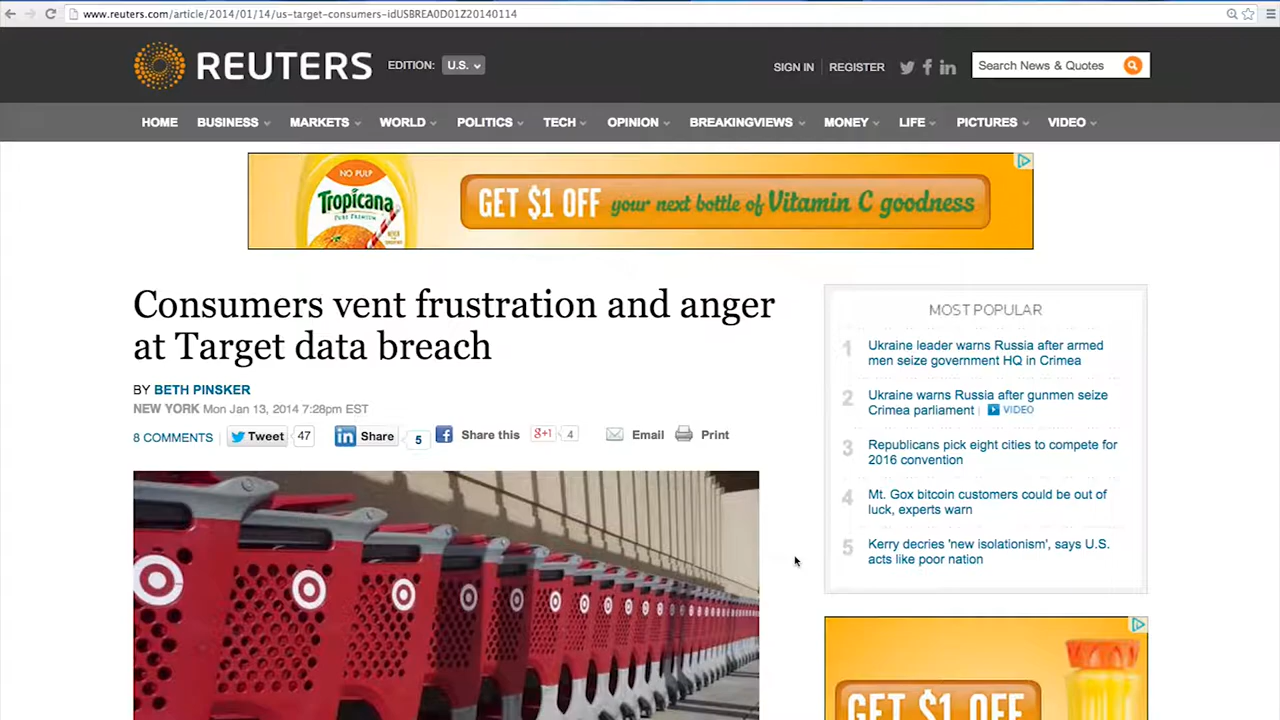 www.reuters.com/article/2014/01/14/us-target-consumers-idUSBREA0D01Z20140114
REUTERS
EDITION: U.S.
SIGN IN REGISTER
Search News & Quotes
HOME BUSINESS MARKETS WORLD POLITICS TECH OPINION BREAKINGVIEWS MONEY LIFE PICTURES VIDEO
NO PULP
Tropicana
PURE PREMIUM
GET $1 OFF your next bottle of Vitamin C goodness
Consumers vent frustration and anger
at Target data breach
BY BETH PINSKER
NEW YORK Mon Jan 13, 2014 7:28pm EST
8 COMMENTS Tweet 47 in Share 5 Share this g+1 4 Email Print
MOST POPULAR
1 Ukraine leader warns Russia after armed
men seize government HQ in Crimea
2 Ukraine warns Russia after gunmen seize
Crimea parliament VIDEO
3 Republicans pick eight cities to compete for
2016 convention
4 Mt. Gox bitcoin customers could be out of
luck, experts warn
5 Kerry decries 'new isolationism', says U.S.
acts like poor nation
GET $1 OFF